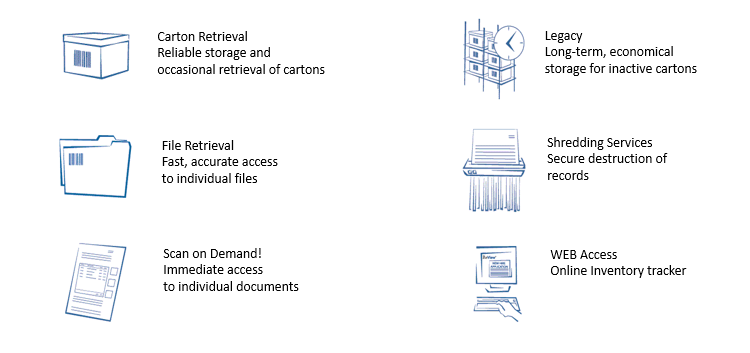 Carton Retrieval
Reliable storage and
occasional retrieval of cartons
Legacy
Long-term, economical
storage for inactive cartons
File Retrieval
Fast, accurate access
to individual files
Shredding Services
Secure destruction of
records
GG
Scan on Demand!
Immediate access
to individual documents
WEB Access
Online Inventory tracker